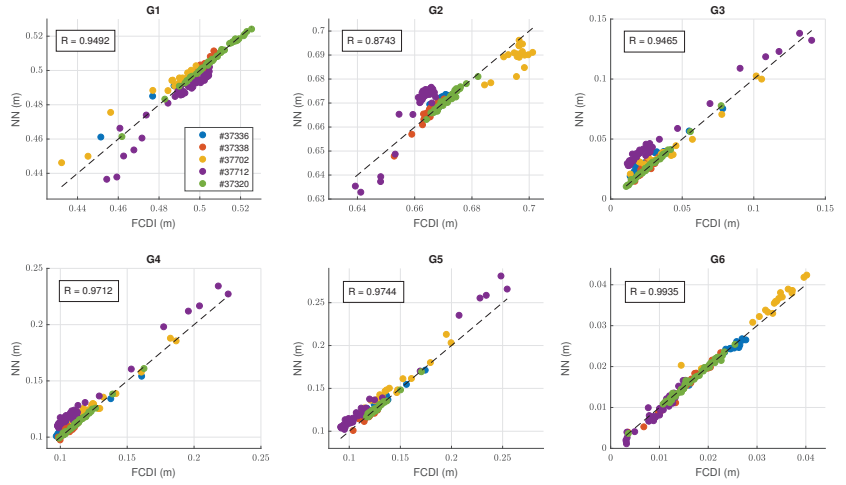 G1
R = 0.9492
0.52
0.5
0.48
0.46
0.44
NN (m)
0.44
0.46
0.48
0.5
0.52
FCDI (m)
#37336
#37338
#37702
#37712
#37320
G2
R = 0.8743
0.7
0.69
0.68
0.67
0.66
0.65
0.64
0.63
NN (m)
0.64
0.66
0.68
0.7
FCDI (m)
G3
R = 0.9465
0.15
0.1
0.05
0
NN (m)
0
0.05
0.1
0.15
FCDI (m)
G4
R = 0.9712
0.25
0.2
0.15
0.1
NN (m)
0.1
0.15
0.2
0.25
FCDI (m)
G5
R = 0.9744
0.25
0.2
0.15
0.1
NN (m)
0.1
0.15
0.2
0.25
FCDI (m)
G6
R = 0.9935
0.04
0.03
0.02
0.01
0
NN (m)
0
0.01
0.02
0.03
0.04
FCDI (m)